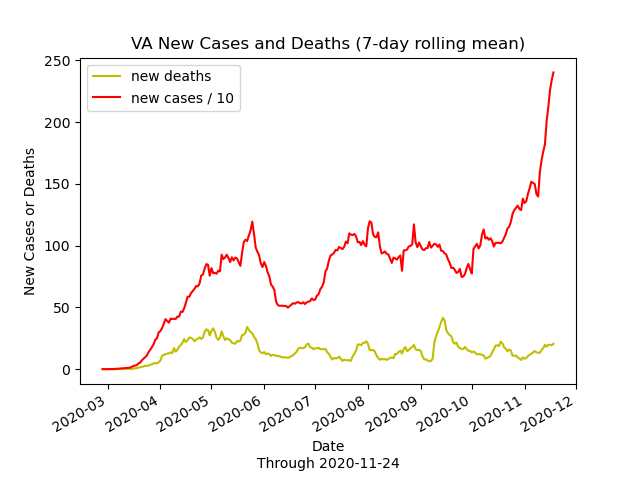 VA New Cases and Deaths (7-day rolling mean)
new deaths
new cases / 10
250
200
150
100
50
0
New Cases or Deaths
2020-03
2020-04
2020-05
2020-06
2020-07
2020-08
2020-09
2020-10
2020-11
2020-12
Date
Through 2020-11-24